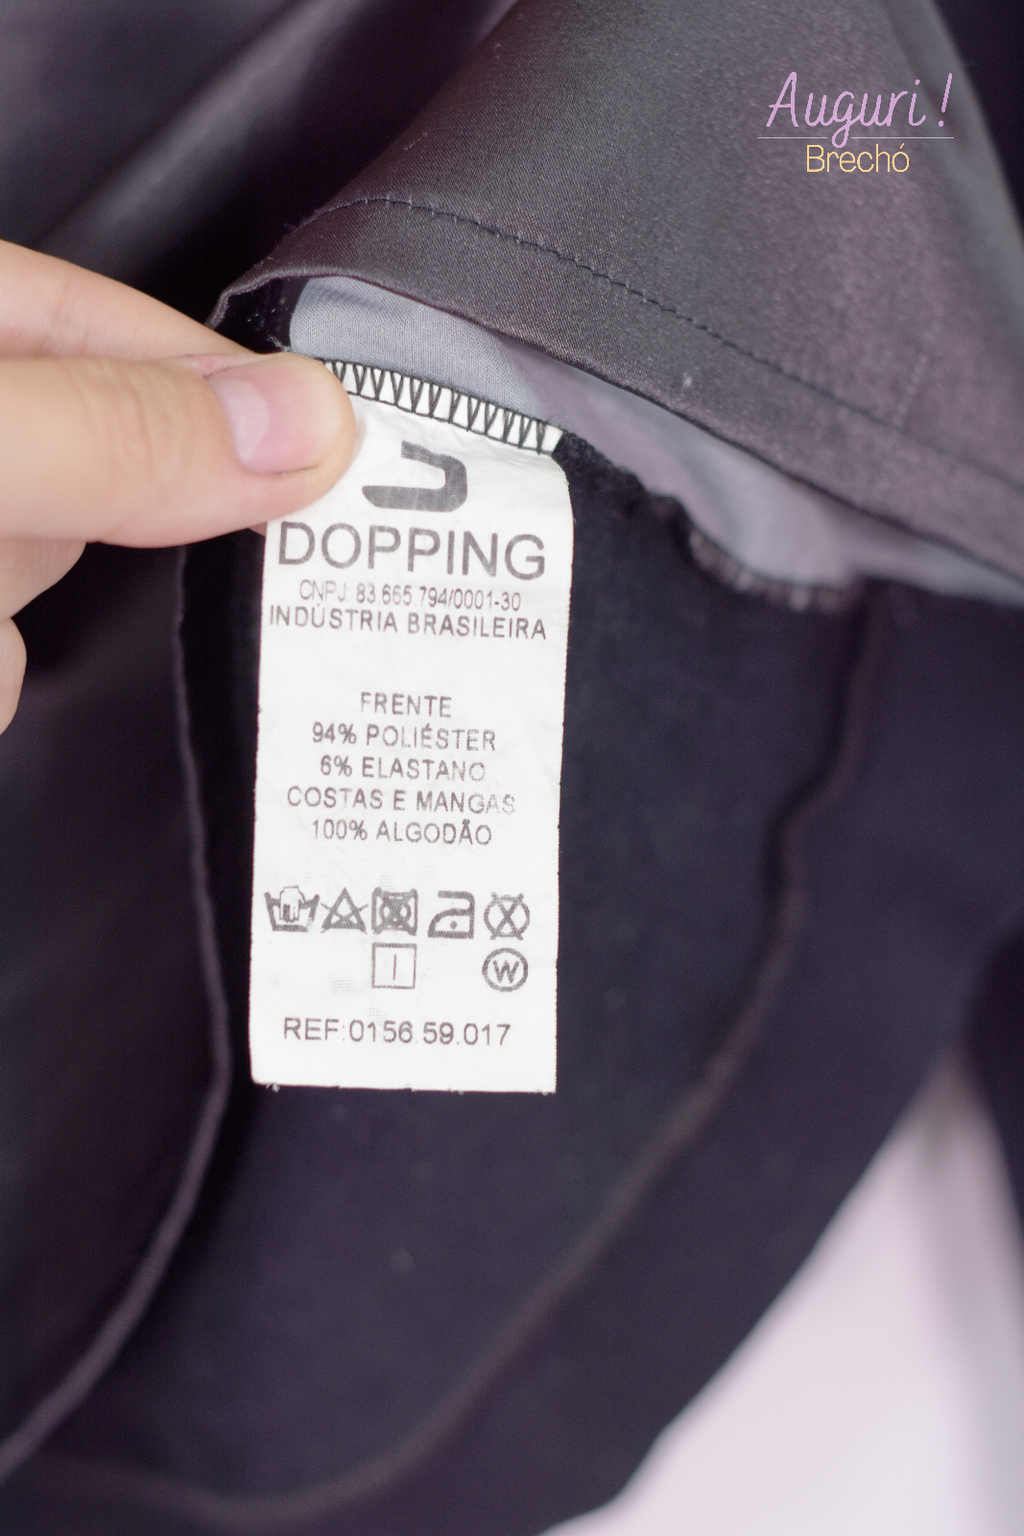 Auguri!
Brechó
DOPPING
CNPJ 83.665.794/0001-30
INDÚSTRIA BRASILEIRA
FRENTE
94% POLIÉSTER
6% ELASTANO
COSTAS E MANGAS
100% ALGODÃO
W
REF:0156.59.017